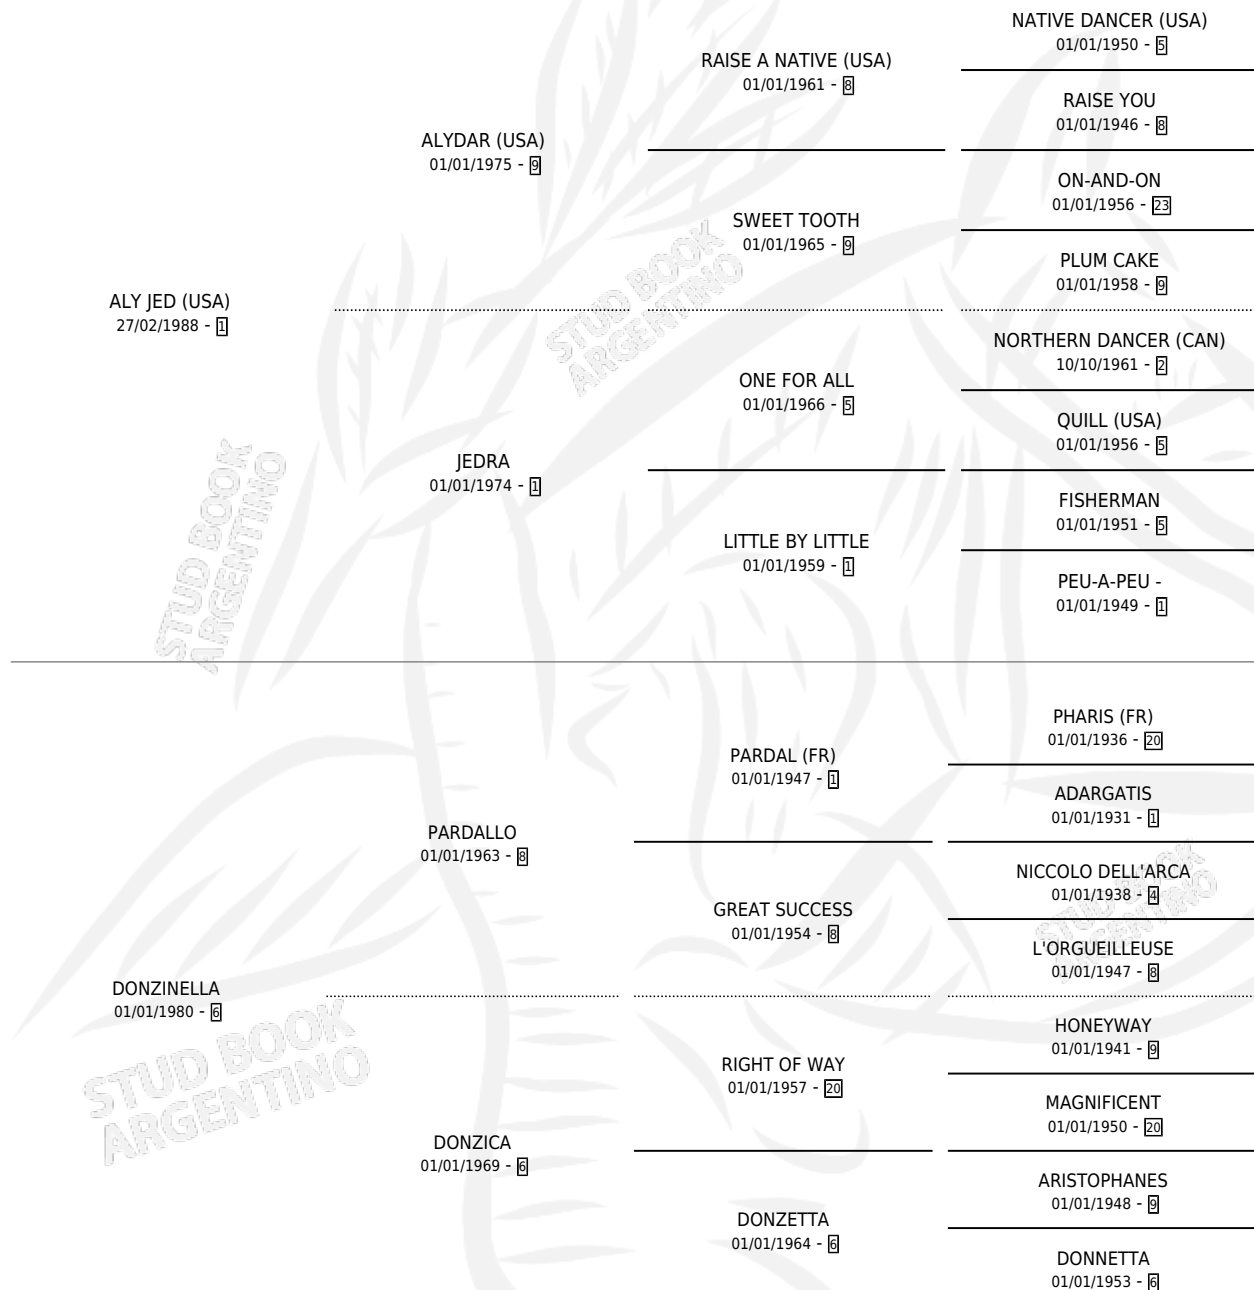 NATIVE DANCER (USA)
01/01/1950 - 5
RAISE A NATIVE (USA)
01/01/1961 - 8
RAISE YOU
01/01/1946 - 8
ALYDAR (USA)
01/01/1975 - 9
ON-AND-ON
01/01/1956 - 23
SWEET TOOTH
01/01/1965 - 9
PLUM CAKE
01/01/1958 - 9
ALY JED (USA)
27/02/1988 - 1
NORTHERN DANCER (CAN)
10/10/1961 - 2
ONE FOR ALL
01/01/1966 - 5
QUILL (USA)
01/01/1956 - 5
JEDRA
01/01/1974 - 1
FISHERMAN
01/01/1951 - 5
LITTLE BY LITTLE
01/01/1959 - 1
PEU-A-PEU -
01/01/1949 - 1
PHARIS (FR)
01/01/1936 - 20
PARDAL (FR)
01/01/1947 - 1
ADARGATIS
01/01/1931 - 1
PARDALLO
01/01/1963 - 8
NICCOLO DELL'ARCA
01/01/1938 - 4
GREAT SUCCESS
01/01/1954 - 8
L'ORGUEILLEUSE
01/01/1947 - 8
DONZINELLA
01/01/1980 - 6
HONEYWAY
01/01/1941 - 9
RIGHT OF WAY
01/01/1957 - 20
MAGNIFICENT
01/01/1950 - 20
DONZICA
01/01/1969 - 6
ARISTOPHANES
01/01/1948 - 9
DONZETTA
01/01/1964 - 6
DONNETTA
01/01/1953 - 6
STUD BOOK
ARGENTINO
STUD BOOK
ARGENTINO
STUD BOOK
ARGENTINO
STUD BOOK
ARGENTINO